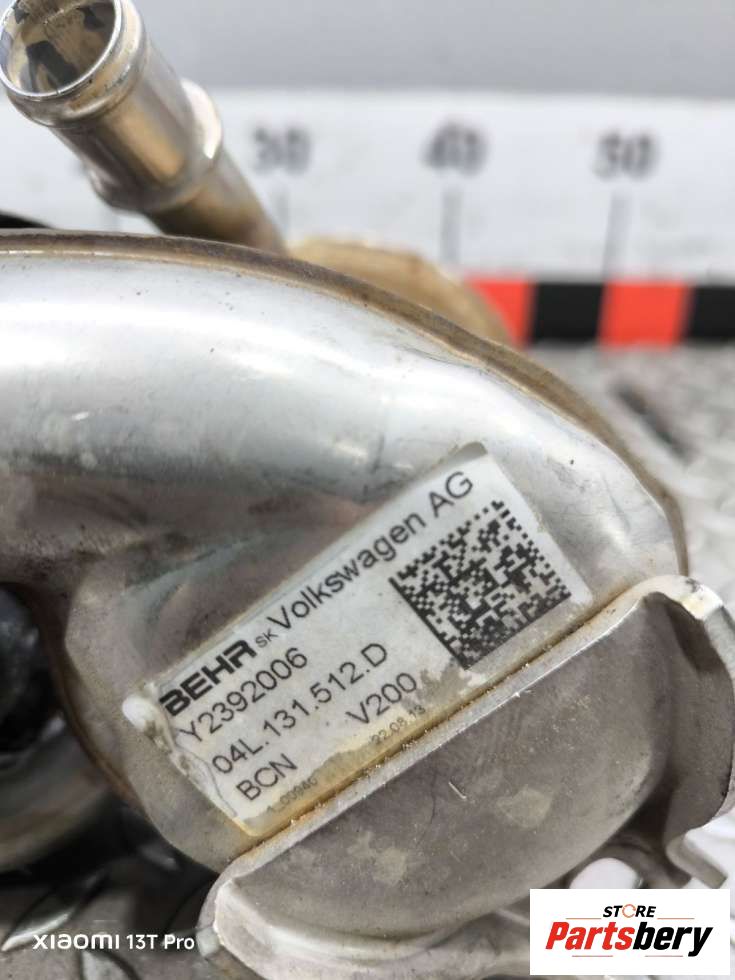 30 40 50
BEHR SK Volkswagen AG
Y2392006
04L.131.512.D
BCN V200
22.08.13
XIAOMI 13T Pro
STORE
Partsbery